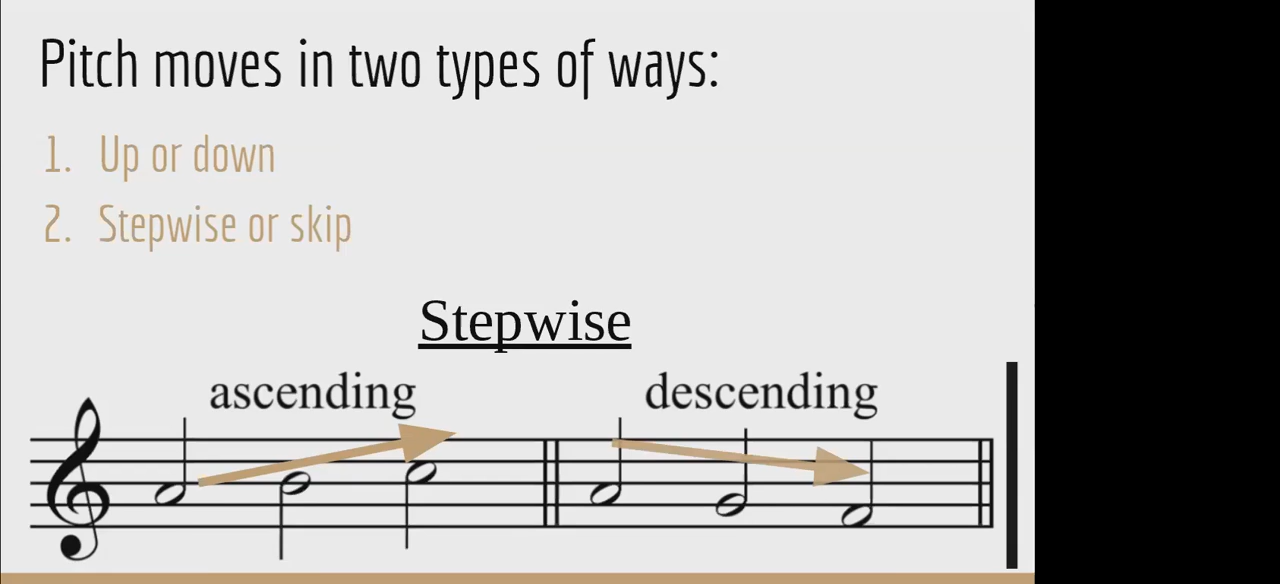 Pitch moves in two types of ways:
1. Up or down
2. Stepwise or skip
Stepwise
ascending descending